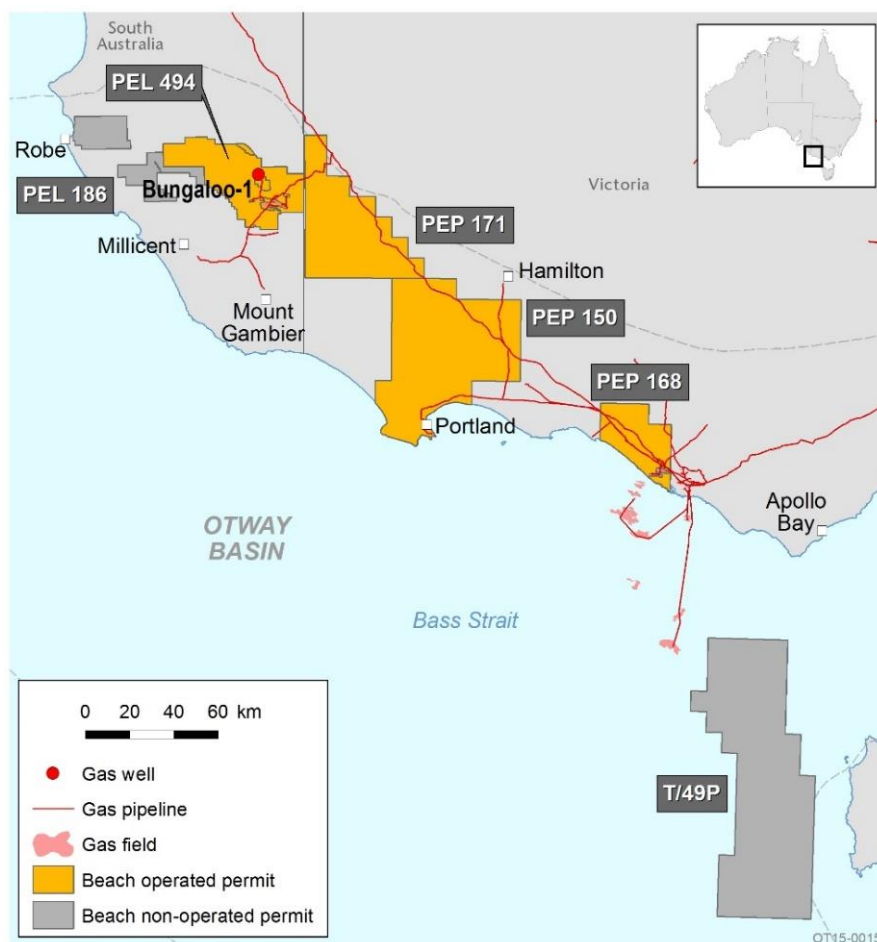 South
Australia
PEL 494
Robe
Bungaloo-1
PEL 186
Victoria
Millicent
PEP 171
Hamilton
Mount
Gambier
PEP 150
PEP 168
Portland
Apollo
Bay
OTWAY
BASIN
Bass Strait
T/49P
0 20 40 60 km
Gas well
Gas pipeline
Gas field
Beach operated permit
Beach non-operated permit
OT15-0015